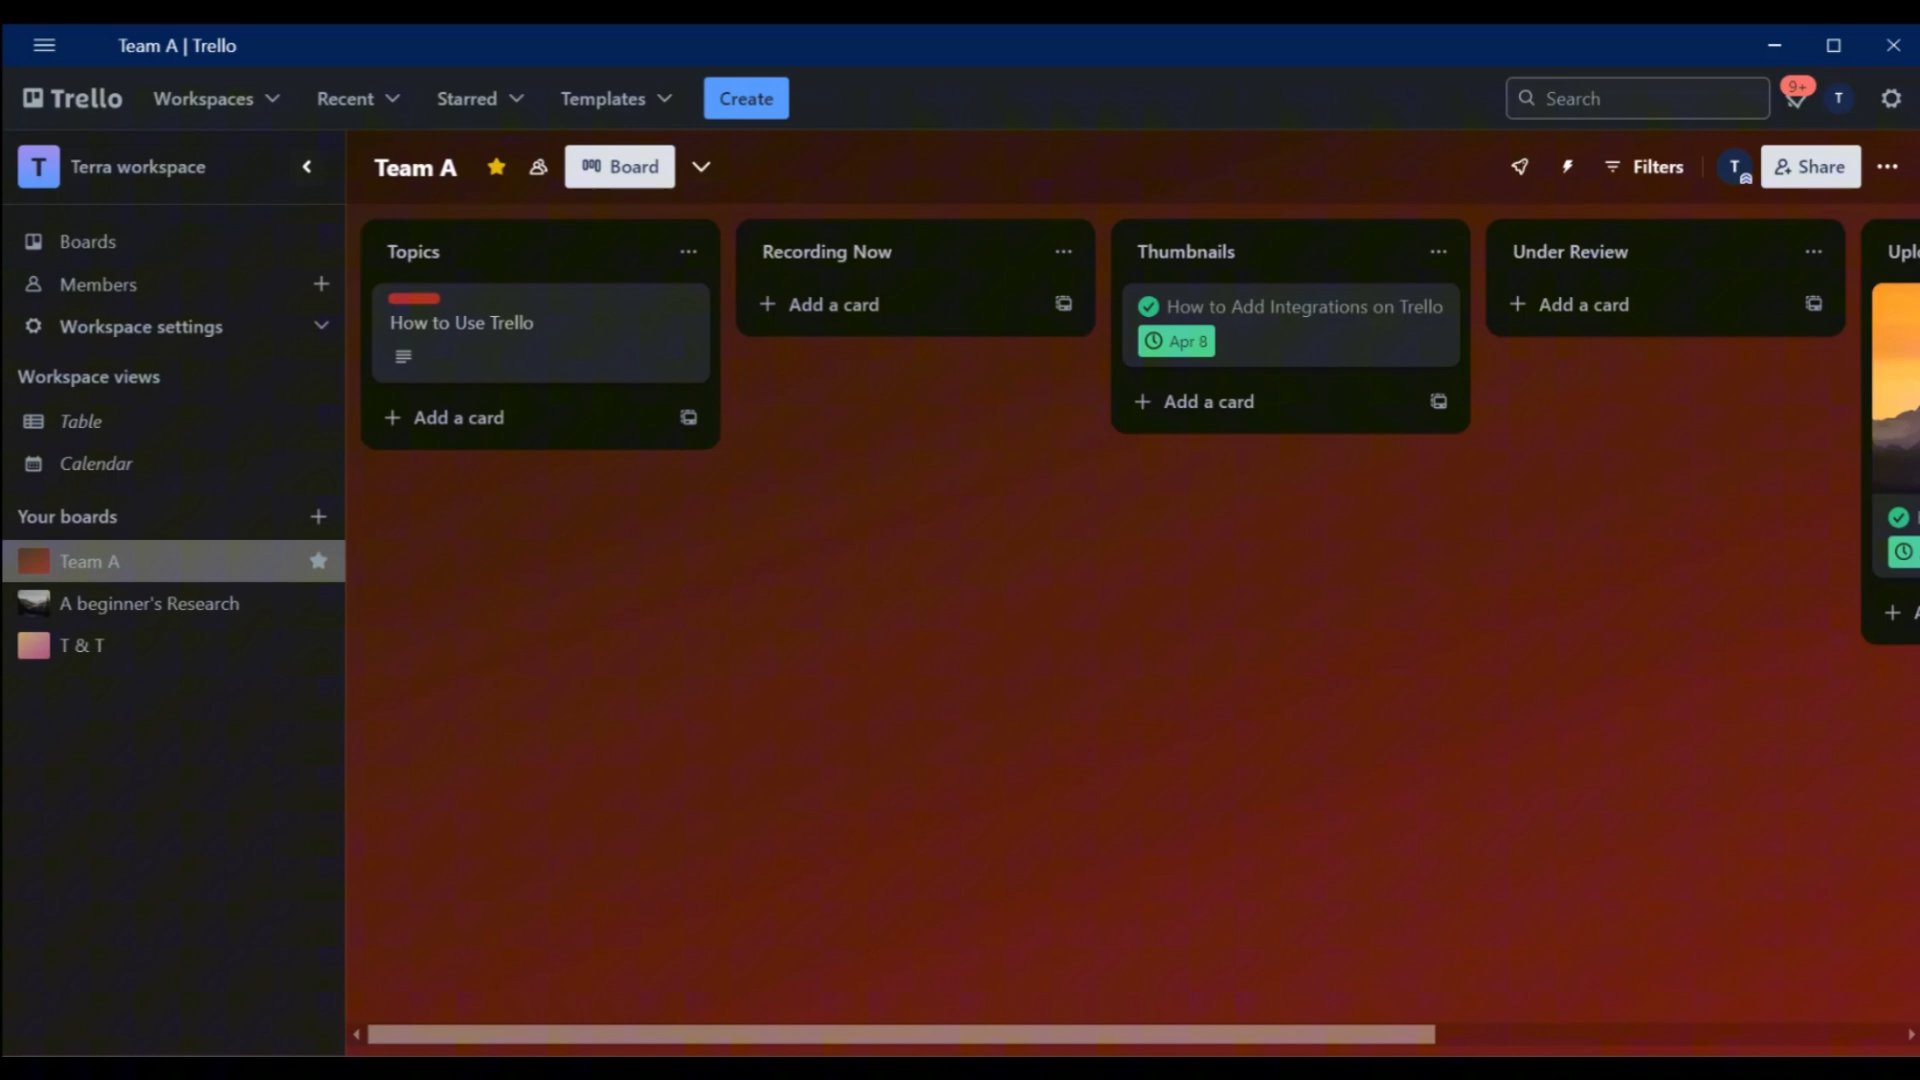 Team A | Trello
Trello Workspaces Recent Starred Templates Create Search 9+ T
T Terra workspace
Team A Board Filters T Share
Boards
Members
Workspace settings
Workspace views
Table
Calendar
Your boards
Team A
A beginner's Research
T & T
Topics
How to Use Trello
Add a card
Recording Now
Add a card
Thumbnails
How to Add Integrations on Trello
Apr 8
Add a card
Under Review
Add a card